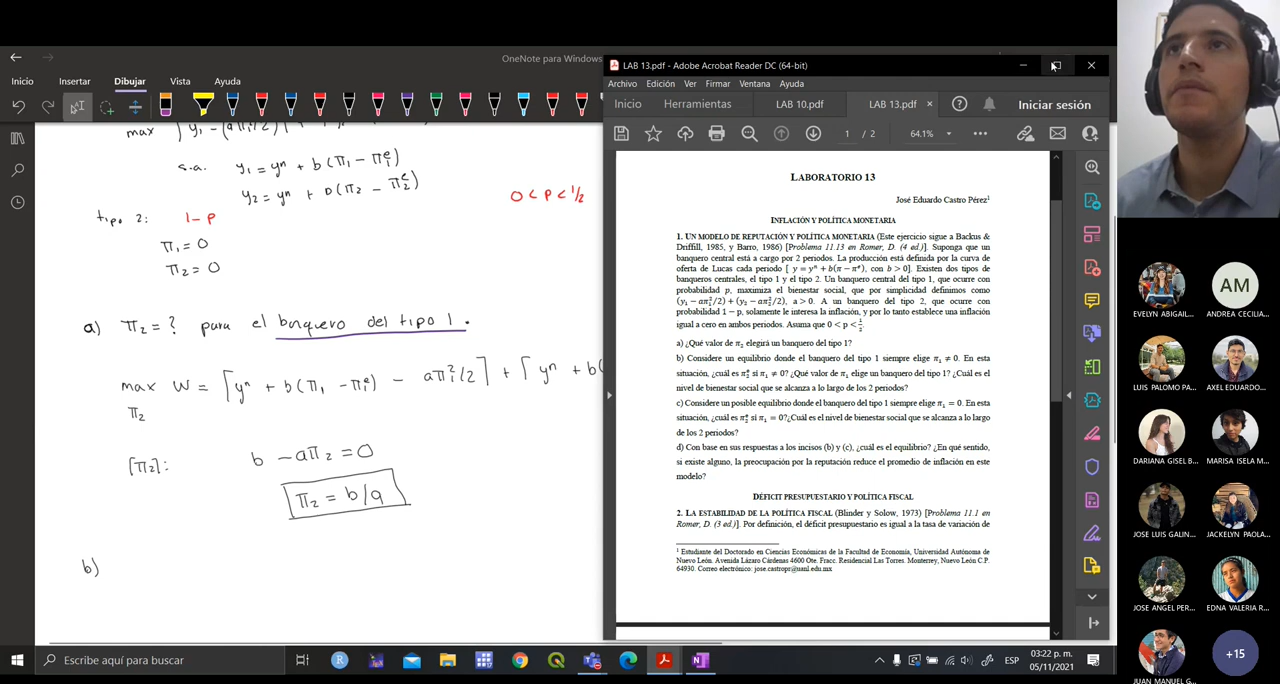 OneNote para Windows
Inicio
Insertar
Dibujar
Vista
Ayuda
max
s.a. y₁ = yⁿ + b(π₁ − π₁ᵉ)
y₂ = yⁿ + b(π₂ − π₂ᵉ)
0 < p < 1/2
tipo 2: 1 − p
π₁ = 0
π₂ = 0
a) π₂ = ? para el banquero del tipo 1.
max W = [yⁿ + b(π₁ − π₁ᵉ) − aπ₁²/2] + [yⁿ + b(
π₂
[π₂]: b − aπ₂ = 0
π₂ = b/a
b)
LAB 13.pdf - Adobe Acrobat Reader DC (64-bit)
Archivo Edición Ver Firmar Ventana Ayuda
Inicio Herramientas LAB 10.pdf LAB 13.pdf × Iniciar sesión
1 / 2 64.1%
LABORATORIO 13
José Eduardo Castro Pérez¹
INFLACIÓN Y POLÍTICA MONETARIA
1. UN MODELO DE REPUTACIÓN Y POLÍTICA MONETARIA (Este ejercicio sigue a Backus &
Driffill, 1985, y Barro, 1986) [Problema 11.13 en Romer, D. (4 ed.)]. Suponga que un
banquero central está a cargo por 2 periodos. La producción está definida por la curva de
oferta de Lucas cada periodo [ y = yⁿ + b(π − πᵉ), con b > 0]. Existen dos tipos de
banqueros centrales, el tipo 1 y el tipo 2. Un banquero central del tipo 1, que ocurre con
probabilidad p, maximiza el bienestar social, que por simplicidad definimos como
(y₁ − aπ₁²/2) + (y₂ − aπ₂²/2), a > 0. A un banquero del tipo 2, que ocurre con
probabilidad 1 − p, solamente le interesa la inflación, y por lo tanto establece una inflación
igual a cero en ambos periodos. Asuma que 0 < p < 1/2.
a) ¿Qué valor de π₂ elegirá un banquero del tipo 1?
b) Considere un equilibrio donde el banquero del tipo 1 siempre elige π₁ ≠ 0. En esta
situación, ¿cuál es π₂ᵉ si π₁ ≠ 0? ¿Qué valor de π₁ elige un banquero del tipo 1? ¿Cuál es el
nivel de bienestar social que se alcanza a lo largo de los 2 periodos?
c) Considere un posible equilibrio donde el banquero del tipo 1 siempre elige π₁ = 0. En esta
situación, ¿cuál es π₂ᵉ si π₁ = 0?¿Cuál es el nivel de bienestar social que se alcanza a lo largo
de los 2 periodos?
d) Con base en sus respuestas a los incisos (b) y (c), ¿cuál es el equilibrio? ¿En qué sentido,
si existe alguno, la preocupación por la reputación reduce el promedio de inflación en este
modelo?
DÉFICIT PRESUPUESTARIO Y POLÍTICA FISCAL
2. LA ESTABILIDAD DE LA POLÍTICA FISCAL (Blinder y Solow, 1973) [Problema 11.1 en
Romer, D. (3 ed.)]. Por definición, el déficit presupuestario es igual a la tasa de variación de
¹ Estudiante del Doctorado en Ciencias Económicas de la Facultad de Economía, Universidad Autónoma de
Nuevo León. Avenida Lázaro Cárdenas 4600 Ote. Fracc. Residencial Las Torres. Monterrey, Nuevo León C.P.
64930. Correo electrónico: jose.castropr@uanl.edu.mx
EVELYN ABIGAIL...
AM
ANDREA CECILIA...
LUIS PALOMO PA...
AXEL EDUARDO...
DARIANA GISEL B...
MARISA ISELA M...
JOSE LUIS GALIN...
JACKELYN PAOLA...
JOSE ANGEL PER...
EDNA VALERIA R...
JUAN MANUEL G...
+15
Escribe aquí para buscar
ESP
03:22 p. m.
05/11/2021